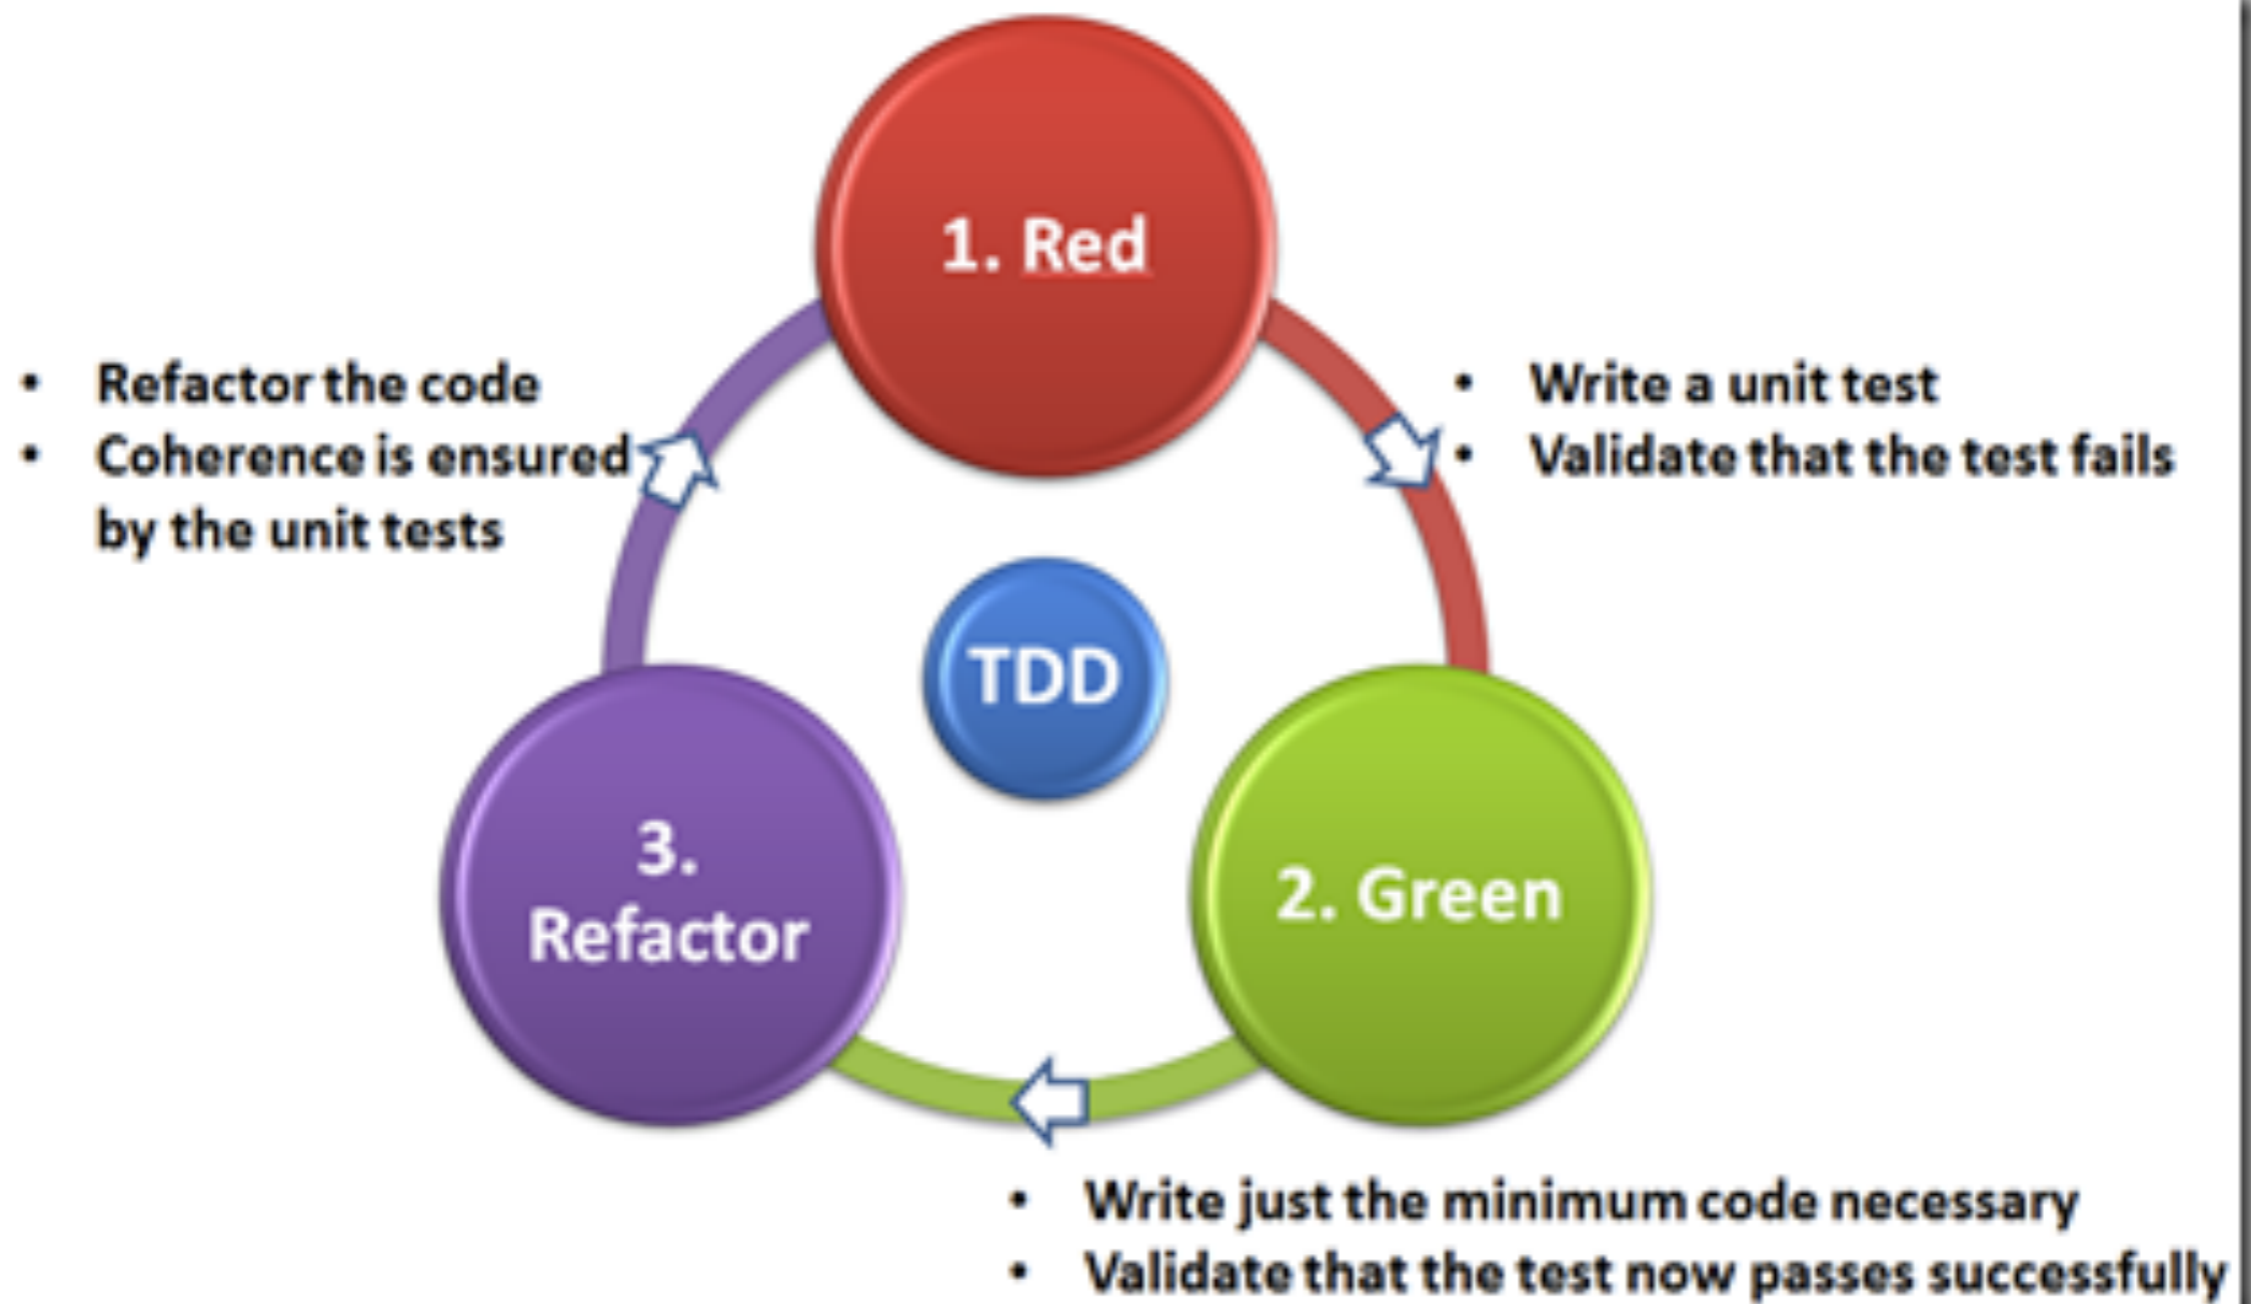 1. Red
• Refactor the code
• Coherence is ensured
by the unit tests
• Write a unit test
• Validate that the test fails
TDD
3.
Refactor
2. Green
• Write just the minimum code necessary
• Validate that the test now passes successfully